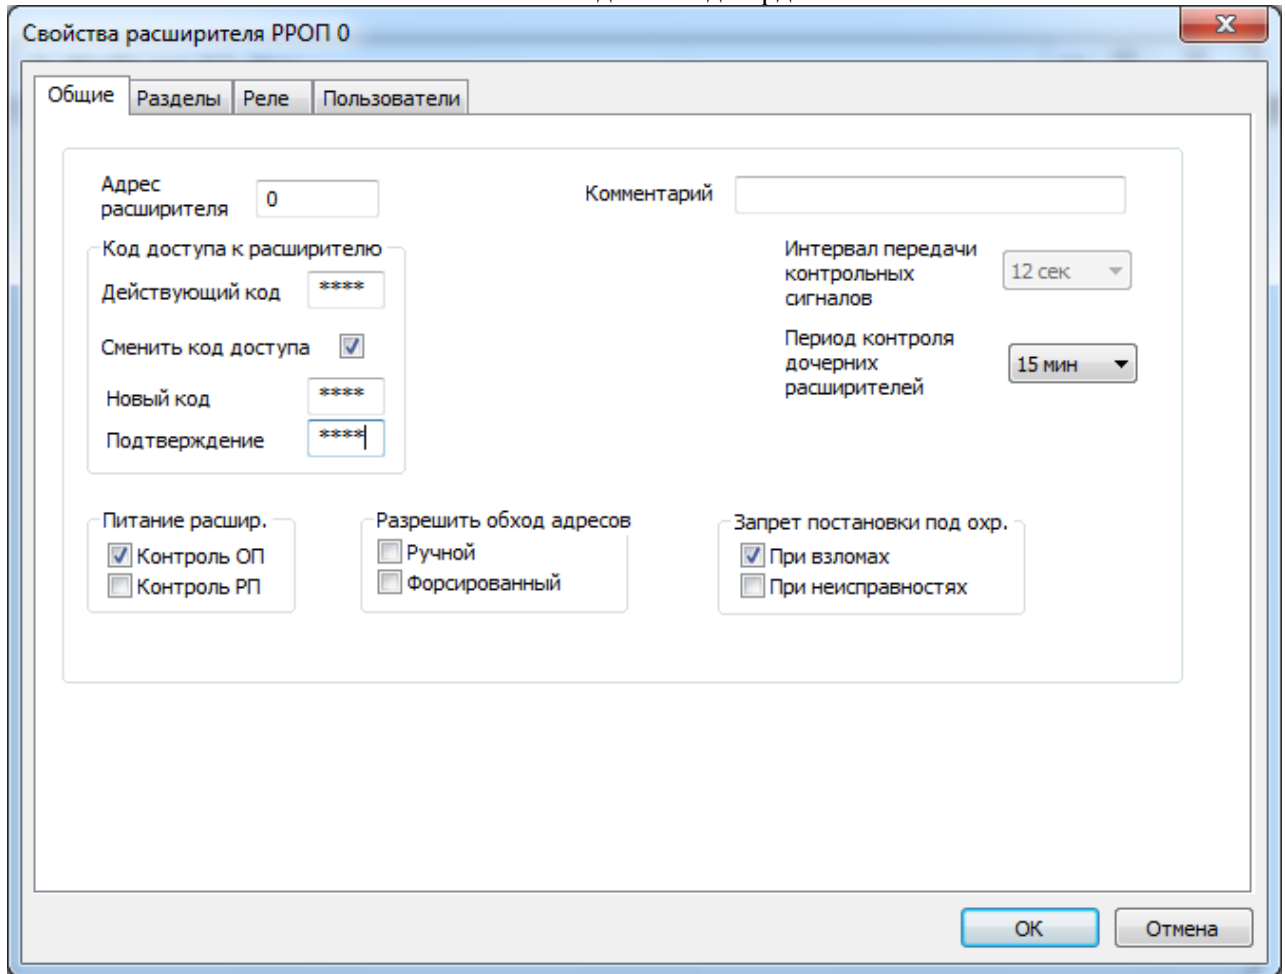 Свойства расширителя РРОП 0
Общие Разделы Реле Пользователи
Адрес
расширителя
0
Комментарий
Код доступа к расширителю
Действующий код ****
Сменить код доступа
Новый код ****
Подтверждение ****
Интервал передачи
контрольных
сигналов
12 сек
Период контроля
дочерних
расширителей
15 мин
Питание расшир.
Контроль ОП
Контроль РП
Разрешить обход адресов
Ручной
Форсированный
Запрет постановки под охр.
При взломах
При неисправностях
ОК Отмена